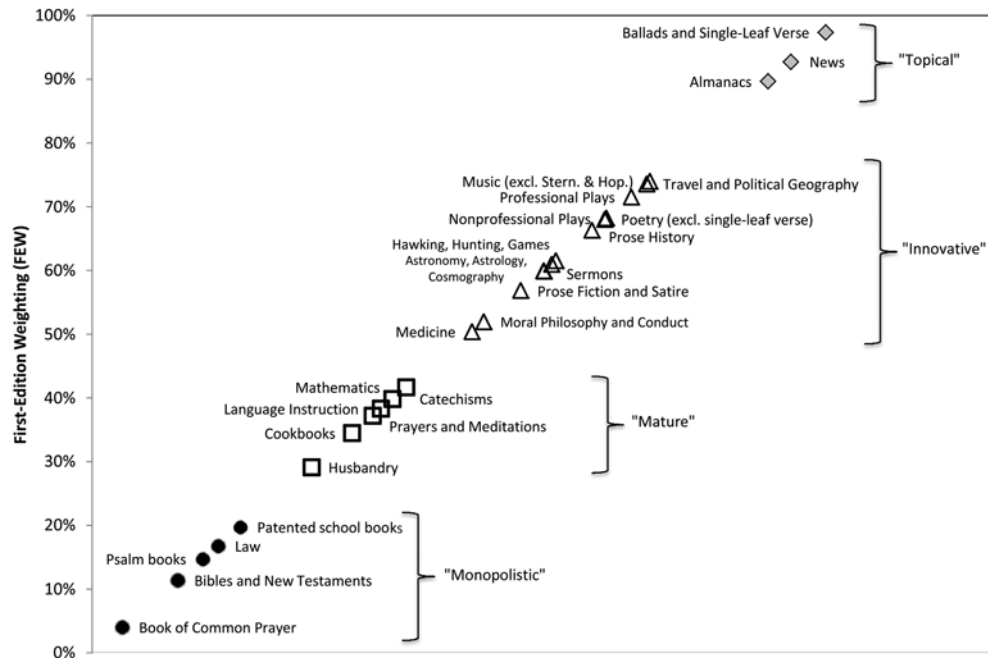 100%
Ballads and Single-Leaf Verse
News
"Topical"
90%
Almanacs
80%
Music (excl. Stern. & Hop.)
Travel and Political Geography
70%
Professional Plays
Nonprofessional Plays
Poetry (excl. single-leaf verse)
Prose History
"Innovative"
Hawking, Hunting, Games
Astronomy, Astrology,
Cosmography
60%
Sermons
Prose Fiction and Satire
50%
Medicine
Moral Philosophy and Conduct
First-Edition Weighting (FEW)
40%
Mathematics
Catechisms
Language Instruction
Prayers and Meditations
"Mature"
Cookbooks
30%
Husbandry
20%
Patented school books
Law
Psalm books
10%
Bibles and New Testaments
"Monopolistic"
Book of Common Prayer
0%